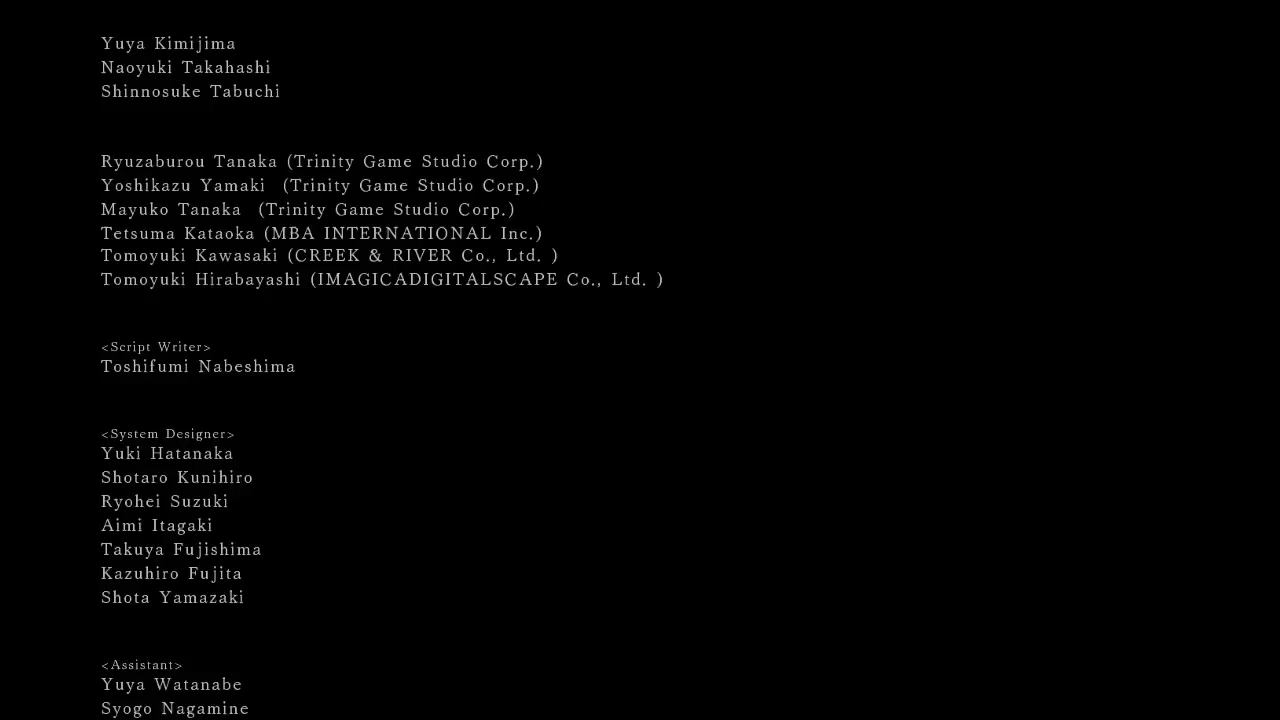 Yuya Kimijima
Naoyuki Takahashi
Shinnosuke Tabuchi
Ryuzaburou Tanaka (Trinity Game Studio Corp.)
Yoshikazu Yamaki  (Trinity Game Studio Corp.)
Mayuko Tanaka  (Trinity Game Studio Corp.)
Tetsuma Kataoka (MBA INTERNATIONAL Inc.)
Tomoyuki Kawasaki (CREEK & RIVER Co., Ltd. )
Tomoyuki Hirabayashi (IMAGICADIGITALSCAPE Co., Ltd. )
<Script Writer>
Toshifumi Nabeshima
<System Designer>
Yuki Hatanaka
Shotaro Kunihiro
Ryohei Suzuki
Aimi Itagaki
Takuya Fujishima
Kazuhiro Fujita
Shota Yamazaki
<Assistant>
Yuya Watanabe
Syogo Nagamine